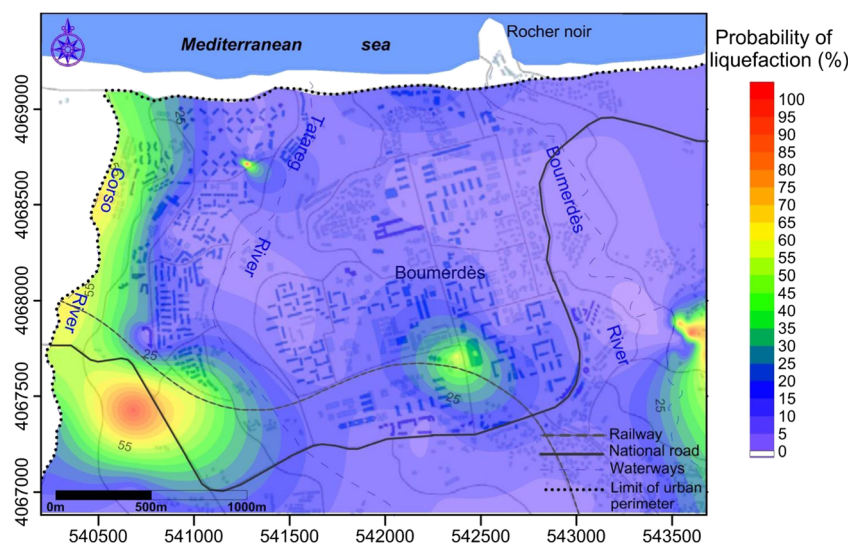 Mediterranean sea
Rocher noir
Probability of
liquefaction (%)
100
95
90
85
80
75
70
65
60
55
50
45
40
35
30
25
20
15
10
5
0
4069000
4068500
4068000
4067500
4067000
25
Tatareg
River
Corso
River
55
25
55
Boumerdès
Boumerdès
River
25
25
Railway
National road
Waterways
Limit of urban
perimeter
0m 500m 1000m
540500 541000 541500 542000 542500 543000 543500